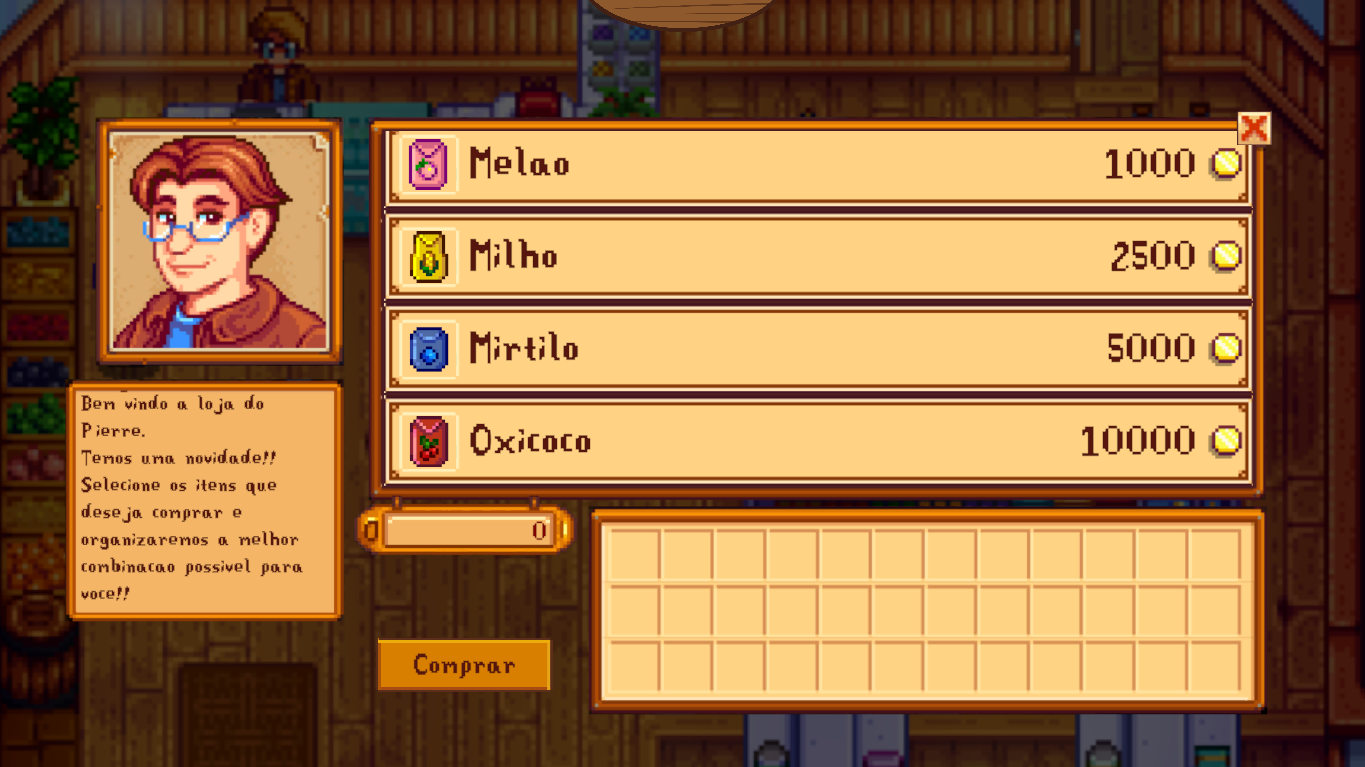 Melao 1000
Milho 2500
Mirtilo 5000
Oxicoco 10000
Bem vindo a loja do
Pierre.
Temos uma novidade!!
Selecione os itens que
deseja comprar e
organizaremos a melhor
combinacao possivel para
voce!!
0
Comprar